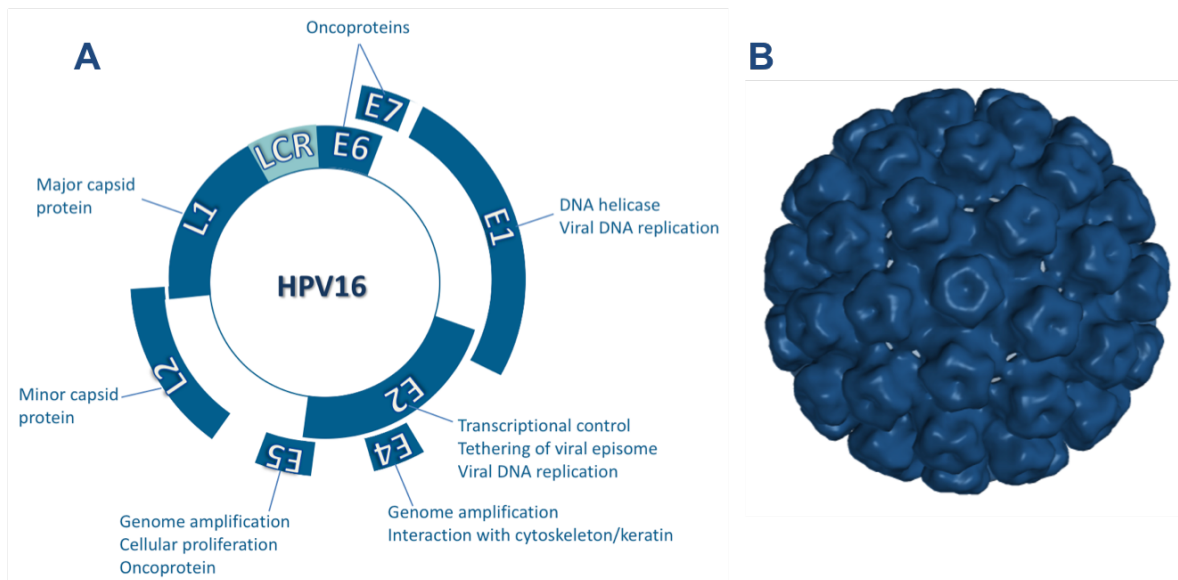 A
Oncoproteins
E7
LCR
E6
Major capsid
protein
L1
E1
DNA helicase
Viral DNA replication
HPV16
L2
Minor capsid
protein
E2
Transcriptional control
Tethering of viral episome
Viral DNA replication
E5
E4
Genome amplification
Interaction with cytoskeleton/keratin
Genome amplification
Cellular proliferation
Oncoprotein
B